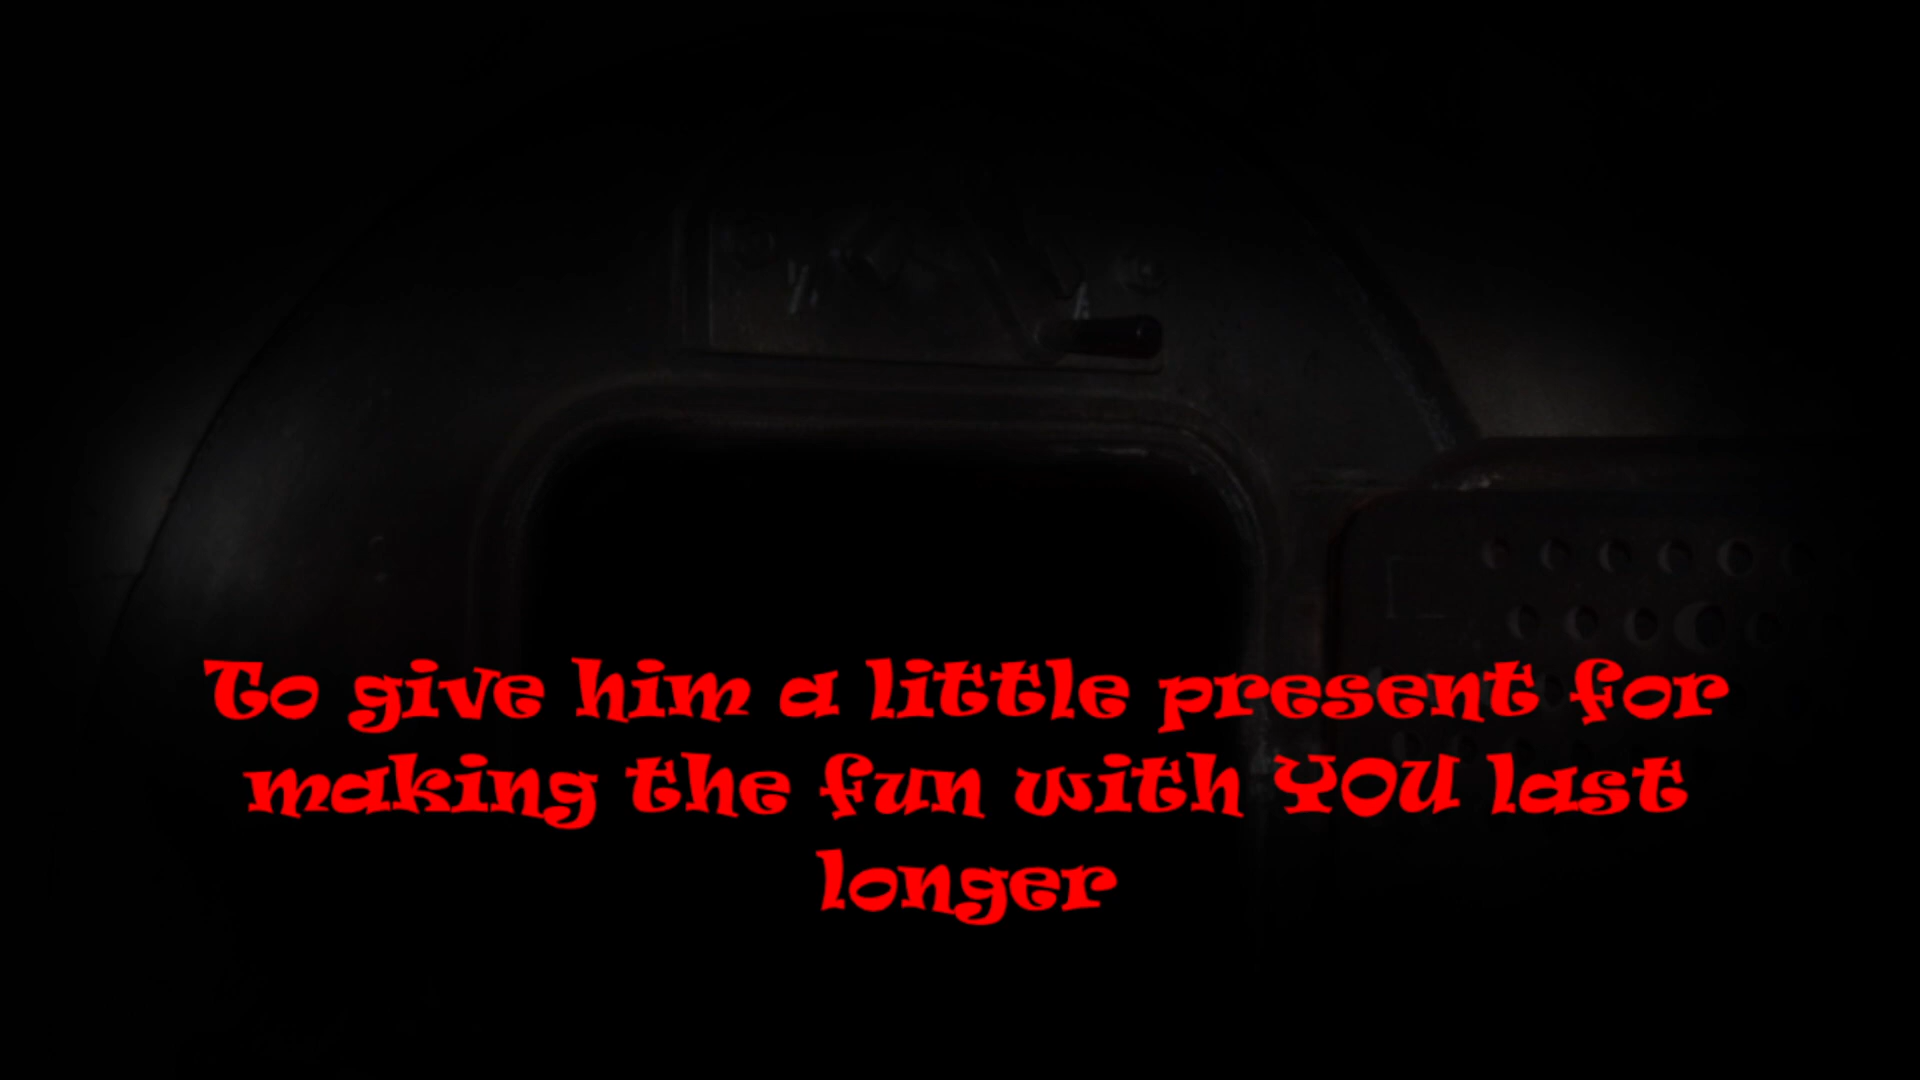 To give him a little present for
making the fun with YOU last
longer